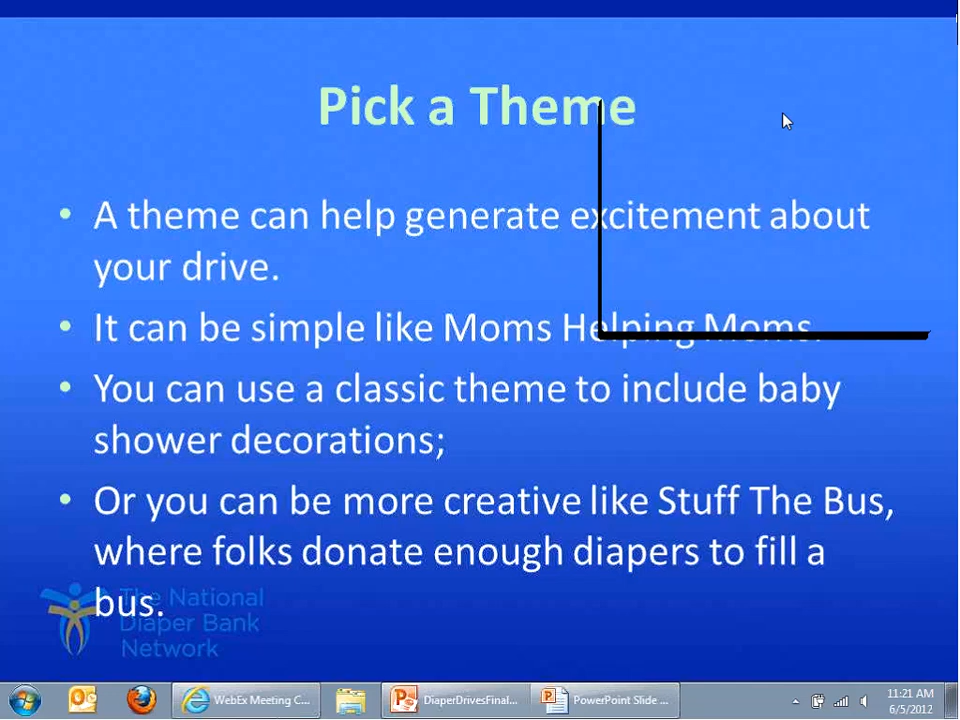 Pick a Theme
• A theme can help generate excitement about
your drive.
• It can be simple like Moms Helping Moms.
• You can use a classic theme to include baby
shower decorations;
• Or you can be more creative like Stuff The Bus,
where folks donate enough diapers to fill a
bus.
The National
Diaper Bank
Network
WebEx Meeting C...
DiaperDrivesFinal...
PowerPoint Slide ...
11:21 AM
6/5/2012